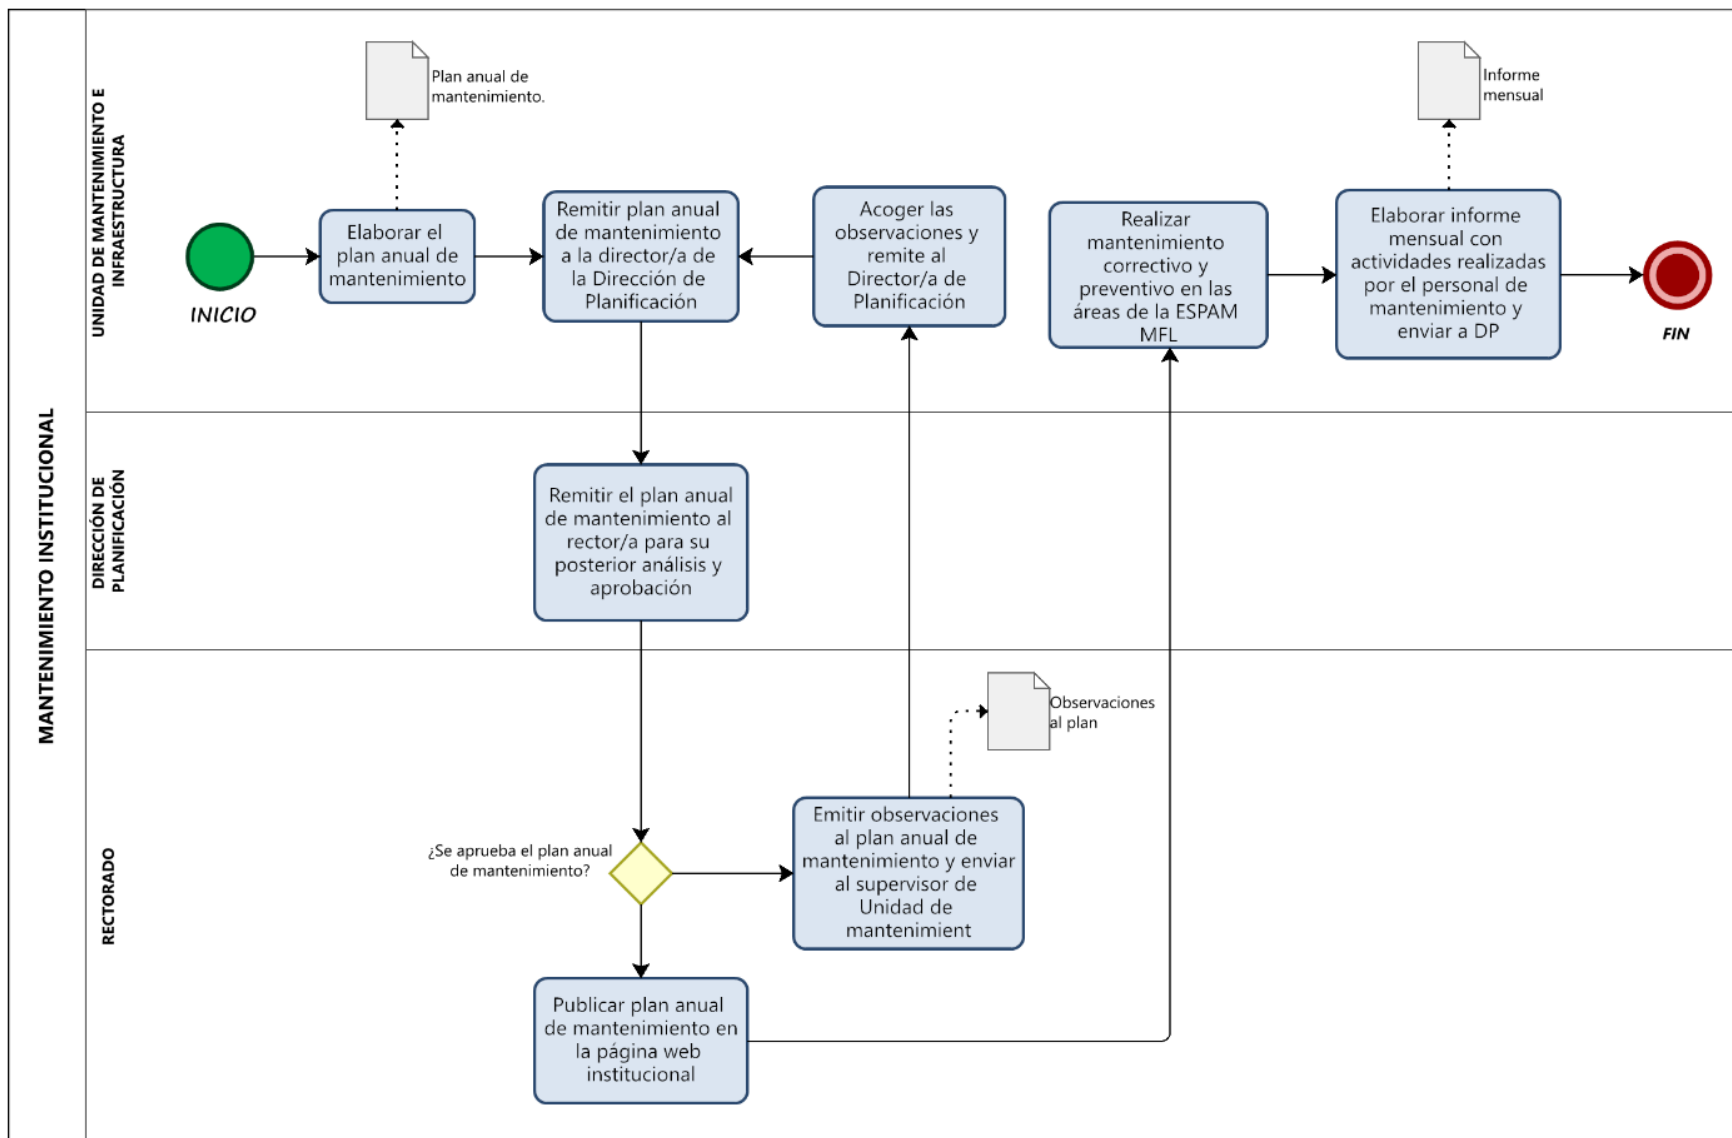 MANTENIMIENTO INSTITUCIONAL
UNIDAD DE MANTENIMIENTO E
INFRAESTRUCTURA
Plan anual de
mantenimiento.
Informe
mensual
INICIO
Elaborar el
plan anual de
mantenimiento
Remitir plan anual
de mantenimiento
a la director/a de
la Dirección de
Planificación
Acoger las
observaciones y
remite al
Director/a de
Planificación
Realizar
mantenimiento
correctivo y
preventivo en las
áreas de la ESPAM
MFL
Elaborar informe
mensual con
actividades realizadas
por el personal de
mantenimiento y
enviar a DP
FIN
DIRECCIÓN DE
PLANIFICACIÓN
Remitir el plan anual
de mantenimiento al
rector/a para su
posterior análisis y
aprobación
RECTORADO
Observaciones
al plan
¿Se aprueba el plan anual
de mantenimiento?
Emitir observaciones
al plan anual de
mantenimiento y enviar
al supervisor de
Unidad de
mantenimient
Publicar plan anual
de mantenimiento en
la página web
institucional